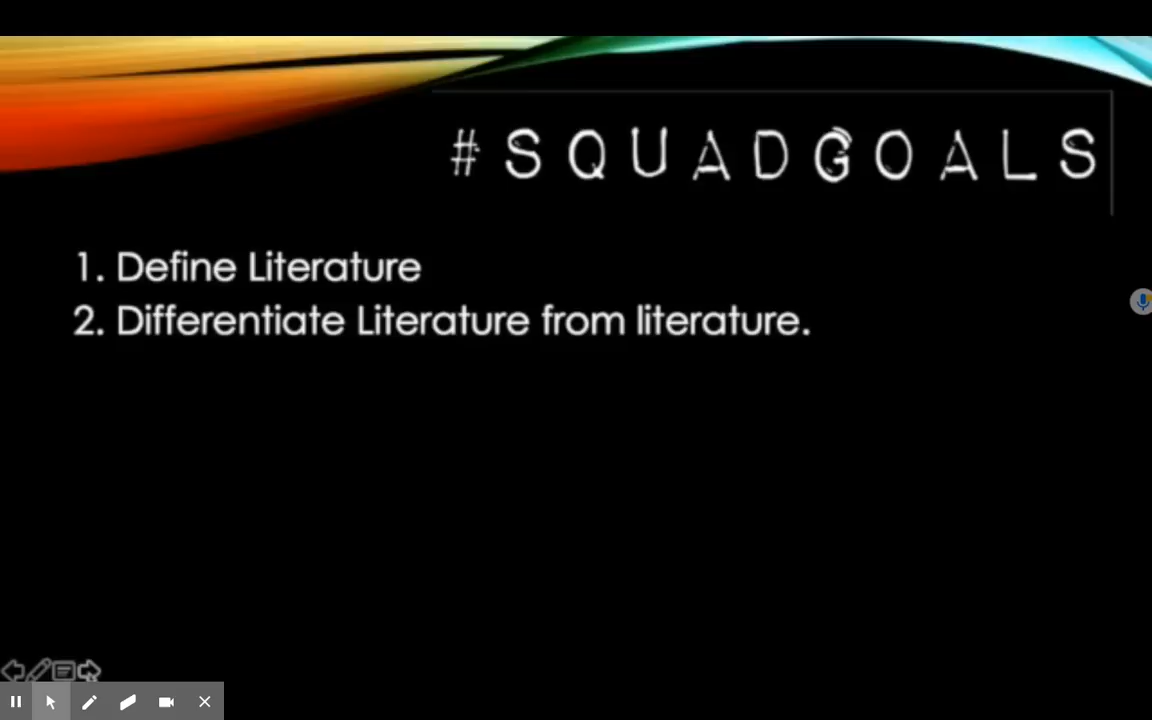 #SQUADGOALS
1. Define Literature
2. Differentiate Literature from literature.